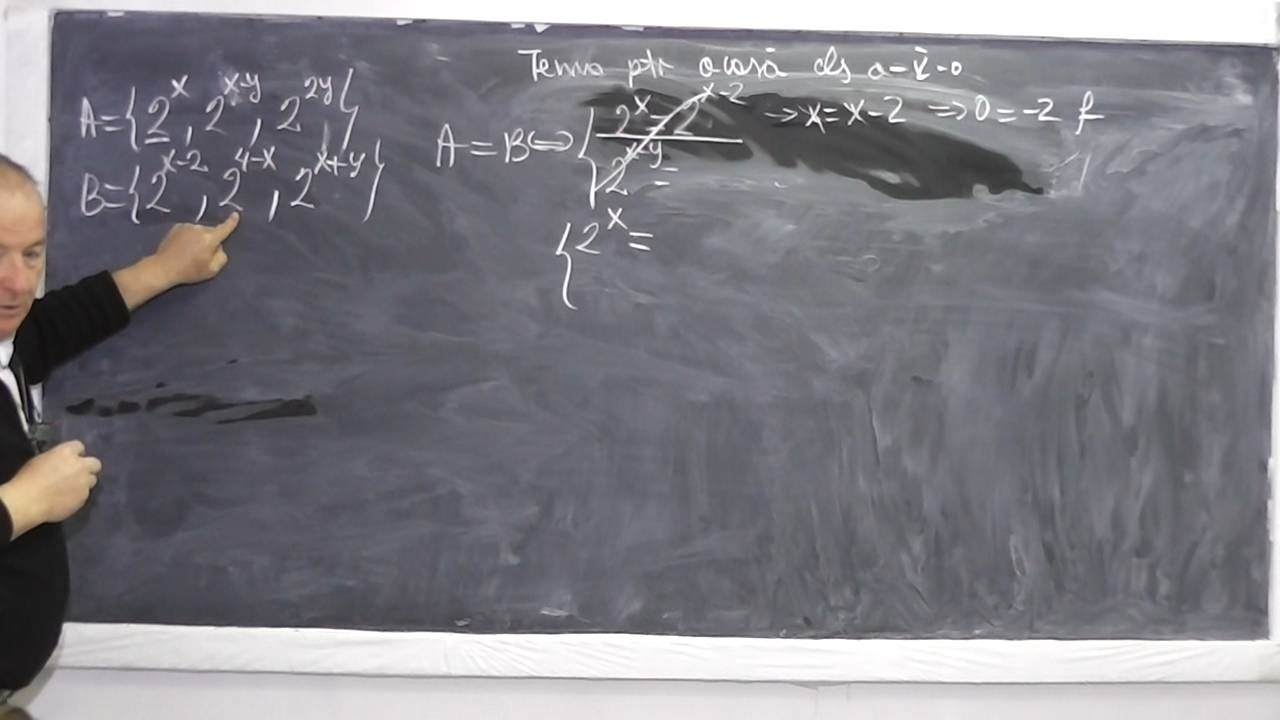 Tema ptr acasă
A={2^x, 2^x-y, 2^2y}
B={2^x-2, 2^4-x, 2^x+y}
A=B⇔{2^x=2^x-2 ⇒x=x-2 ⇒0=-2 f
2^x-y=
{2^x=